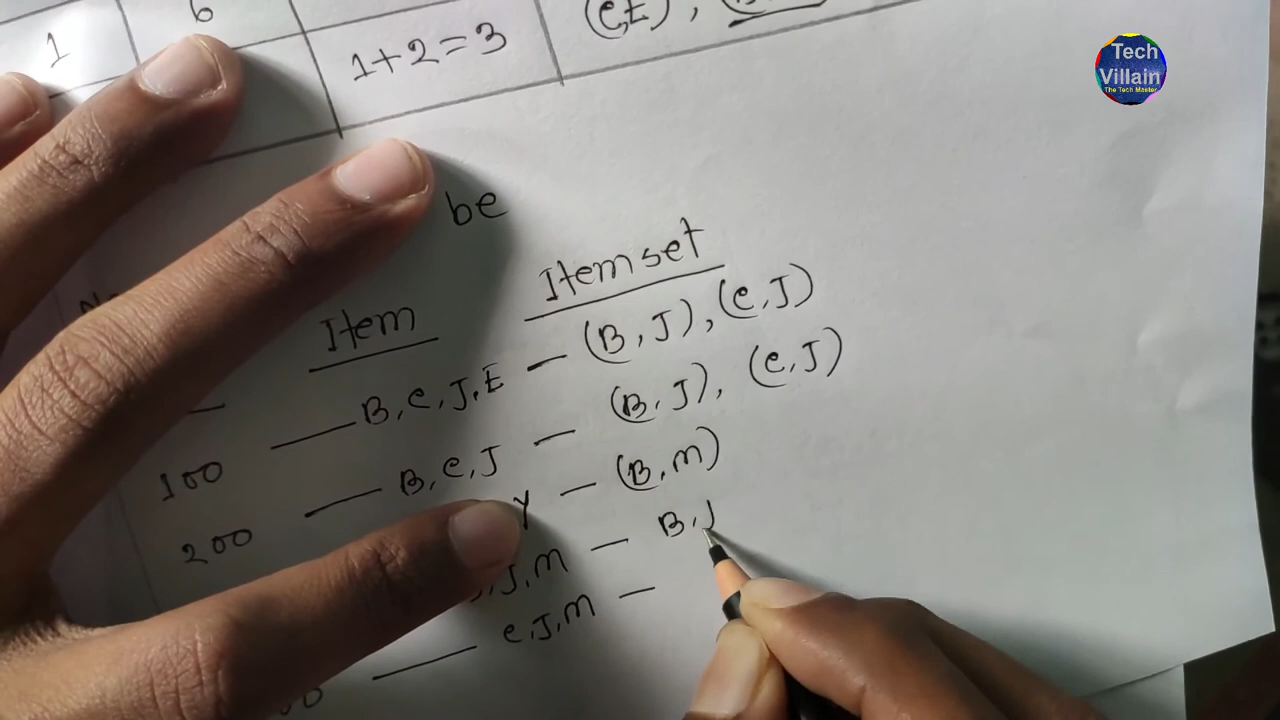 1 6 1+2=3 (C,E),
Tech
Villain
The Tech Master
be
Item Itemset
100 — B, C, J, E — (B, J), (C, J)
200 — B, C, J — (B, J), (C, J)
Y — (B, M)
J, M — B, J
— C, J, M —